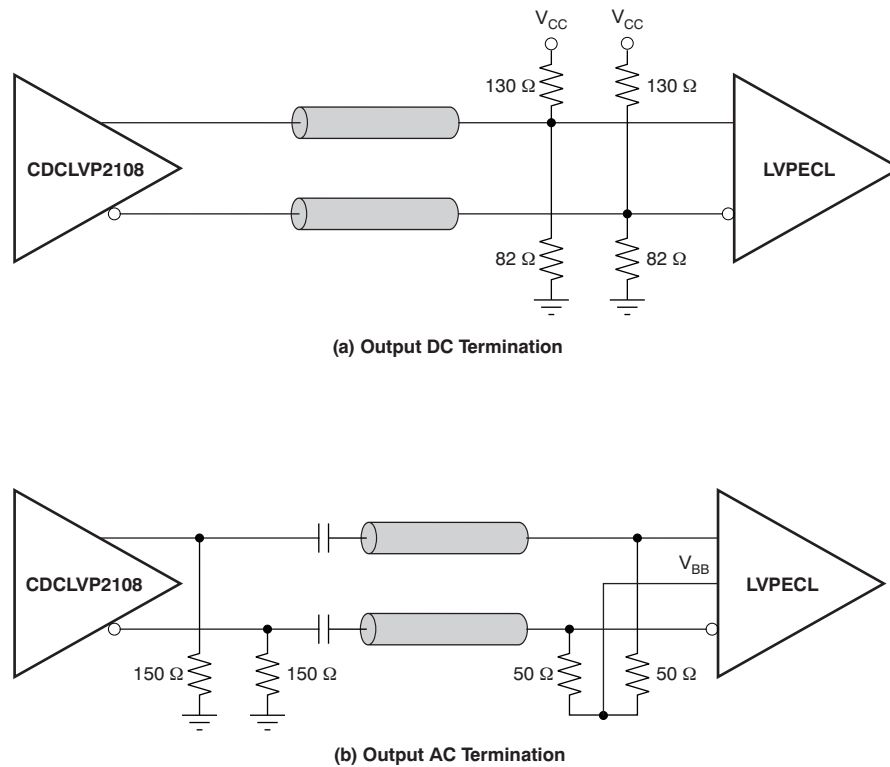 V_CC V_CC
130 Ω 130 Ω
CDCLVP2108 LVPECL
82 Ω 82 Ω
(a) Output DC Termination
V_BB
CDCLVP2108 LVPECL
150 Ω 150 Ω 50 Ω 50 Ω
(b) Output AC Termination